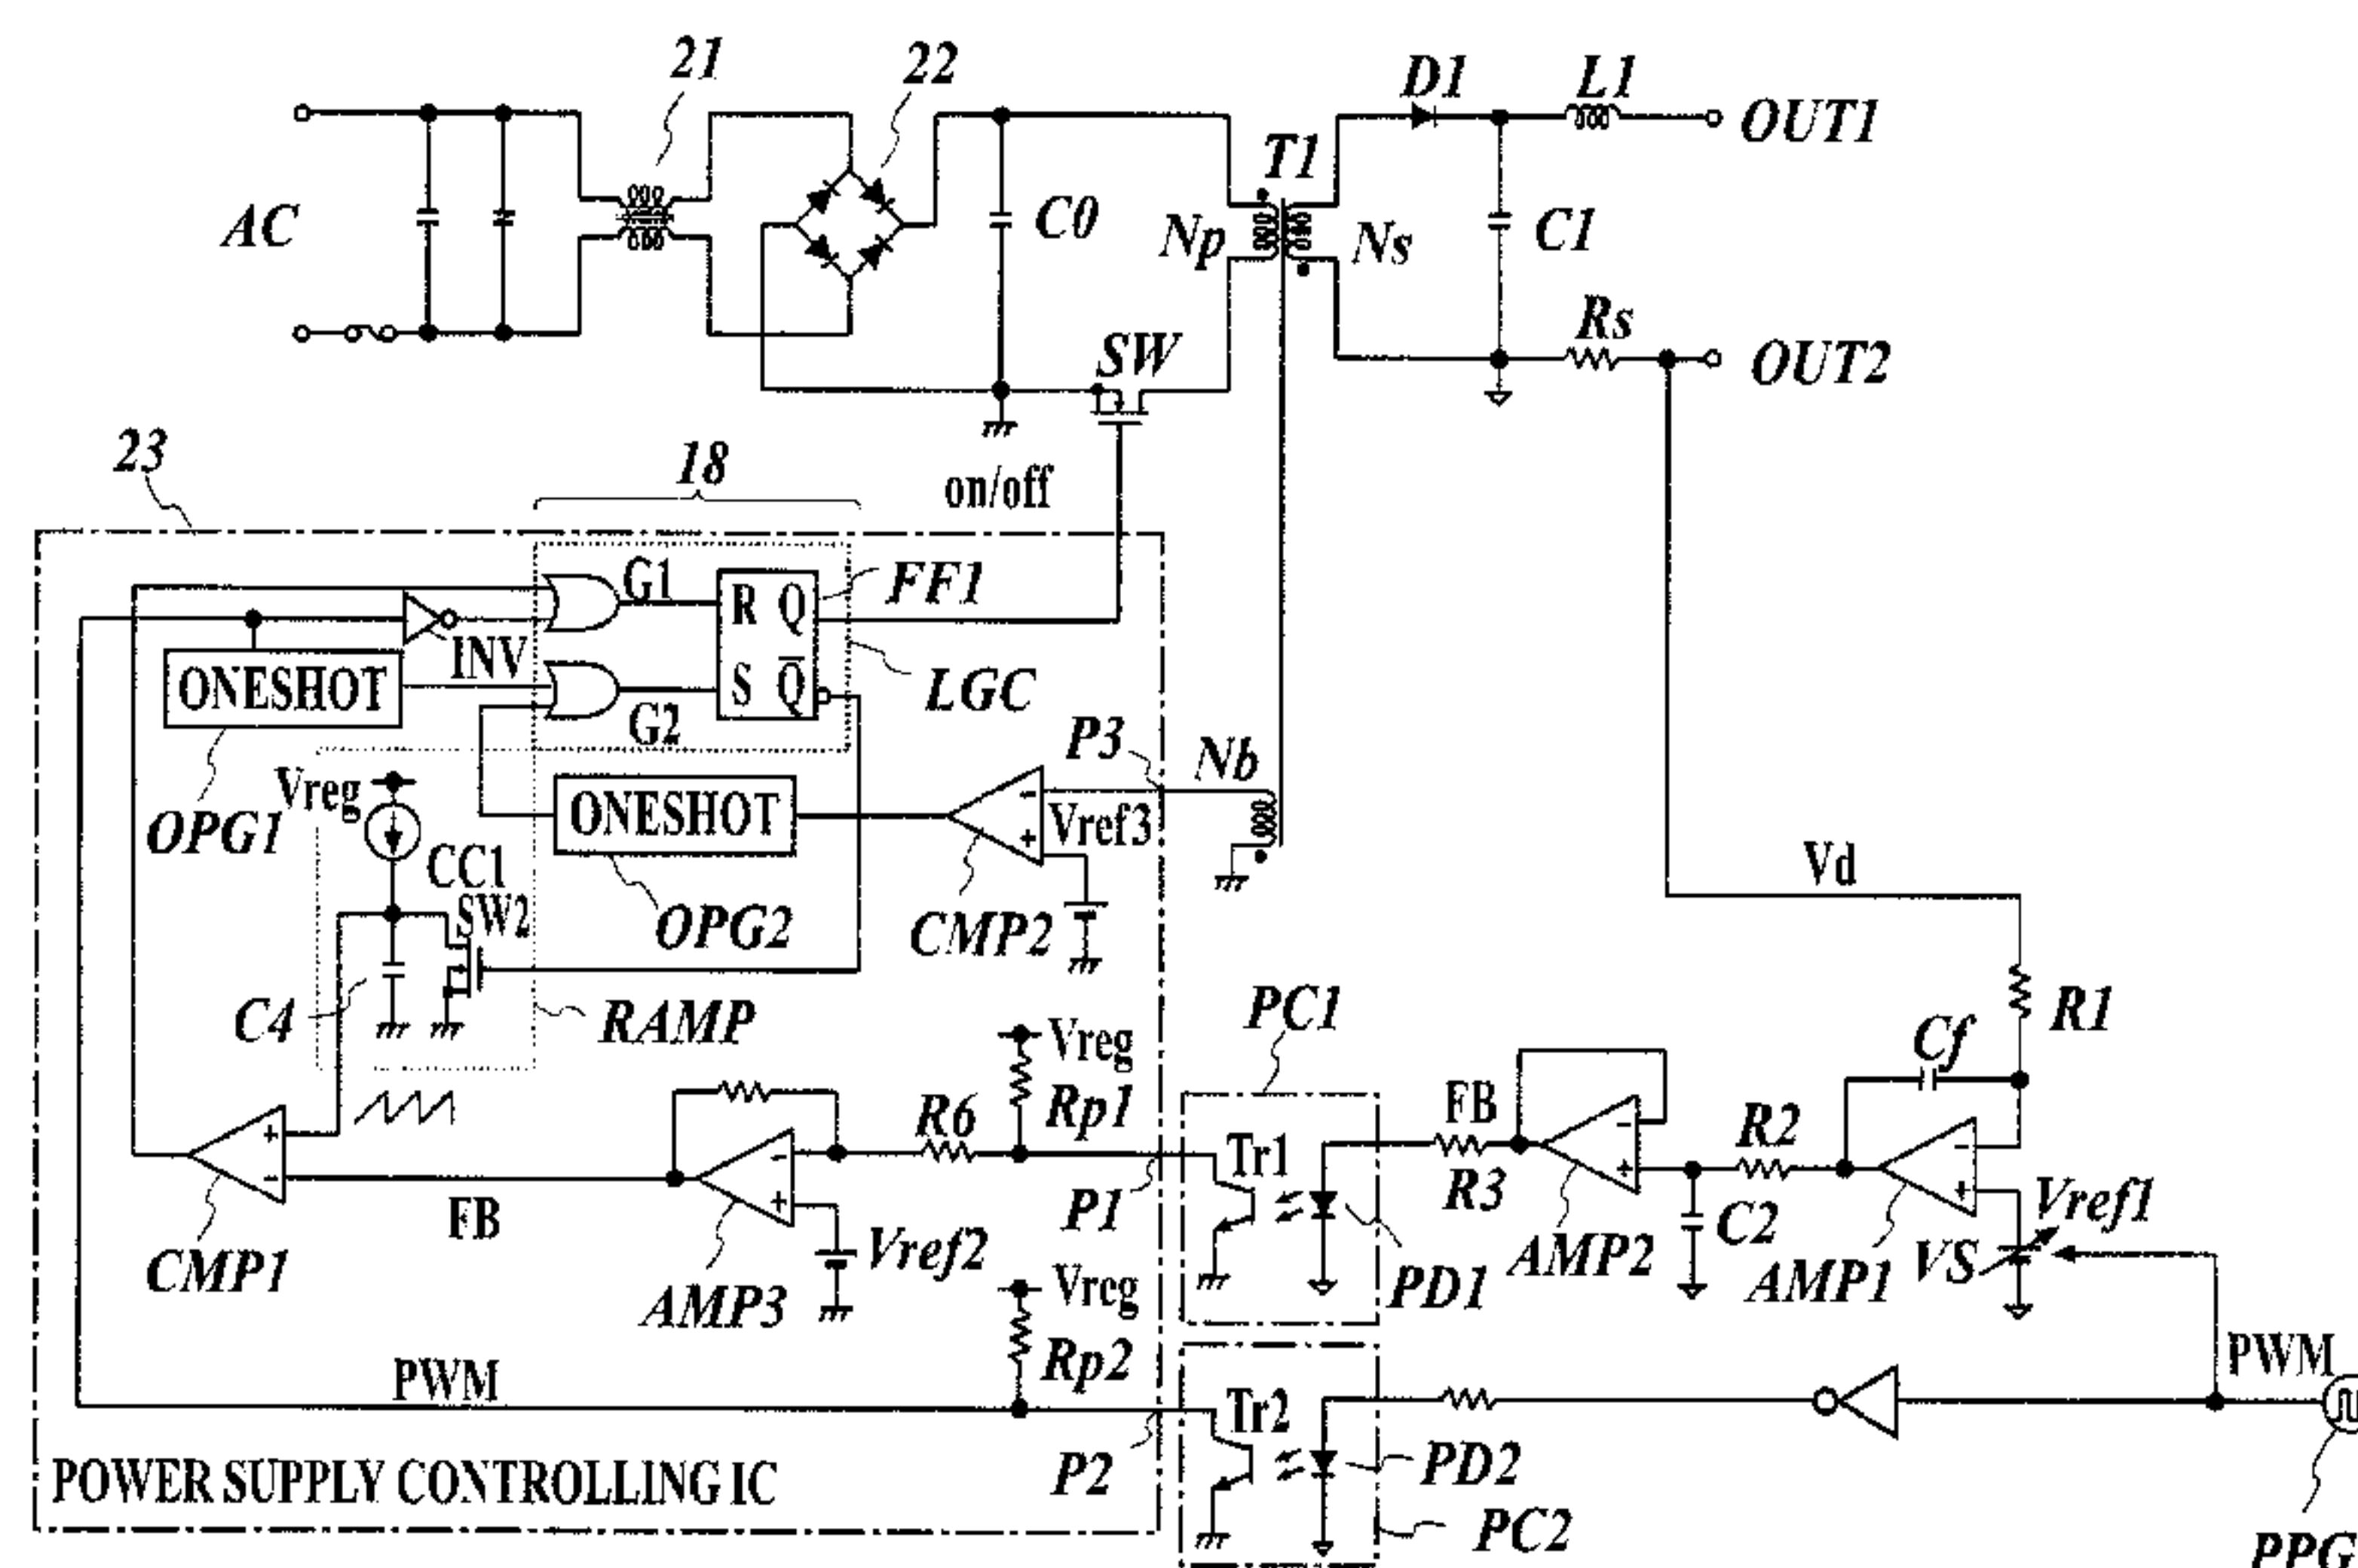 21
22
D1
L1
OUT1
AC
C0
T1
Np
Ns
C1
Rs
SW
OUT2
23
18
on/off
G1
R Q
FF1
INV
ONESHOT
S Q̅
LGC
G2
P3
Nb
Vreg
OPG1
ONESHOT
Vref3
CC1
SW2
OPG2
CMP2
Vd
C4
RAMP
PC1
R1
Vreg
Cf
Rp1
R6
FB
R2
Tr1
R3
P1
FB
C2
Vref1
CMP1
Vref2
AMP2
VS
AMP1
PD1
AMP3
Vreg
Rp2
PWM
PWM
Tr2
PD2
P2
POWER SUPPLY CONTROLLING IC
PC2
PPG